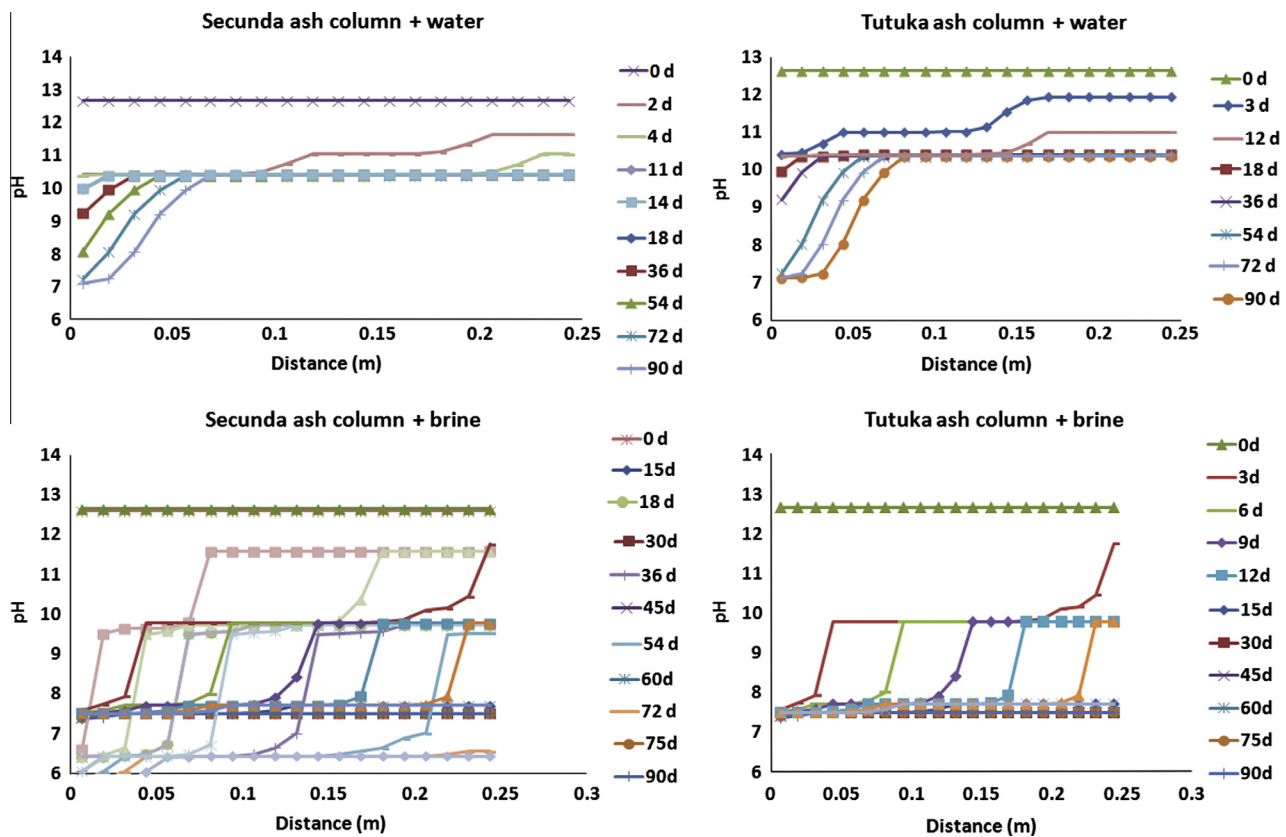 Secunda ash column + water
14
13
12
11
10
9
8
7
6
pH
0
0.05
0.1
0.15
0.2
0.25
Distance (m)
0 d
2 d
4 d
11 d
14 d
18 d
36 d
54 d
72 d
90 d
Tutuka ash column + water
13
12
11
10
9
8
7
6
pH
0
0.05
0.1
0.15
0.2
0.25
Distance (m)
0 d
3 d
12 d
18 d
36 d
54 d
72 d
90 d
Secunda ash column + brine
14
13
12
11
10
9
8
7
6
pH
0
0.05
0.1
0.15
0.2
0.25
0.3
Distance (m)
0 d
15d
18 d
30d
36 d
45d
54 d
60d
72 d
75d
90d
Tutuka ash column + brine
14
13
12
11
10
9
8
7
6
pH
0
0.05
0.1
0.15
0.2
0.25
0.3
Distance (m)
0d
3d
6 d
9d
12d
15d
30d
45d
60d
75d
90d